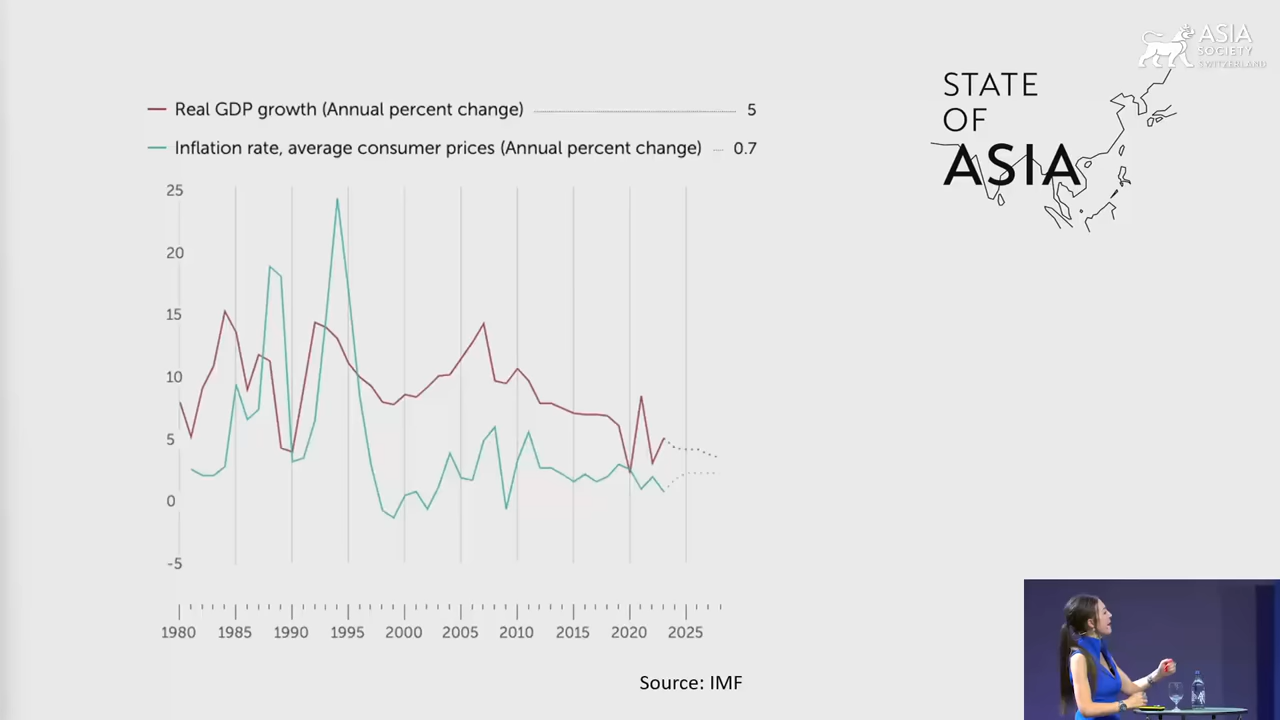 ASIA
SOCIETY
SWITZERLAND
STATE
OF
ASIA
Real GDP growth (Annual percent change) 5
Inflation rate, average consumer prices (Annual percent change) 0.7
25
20
15
10
5
0
-5
1980 1985 1990 1995 2000 2005 2010 2015 2020 2025
Source: IMF